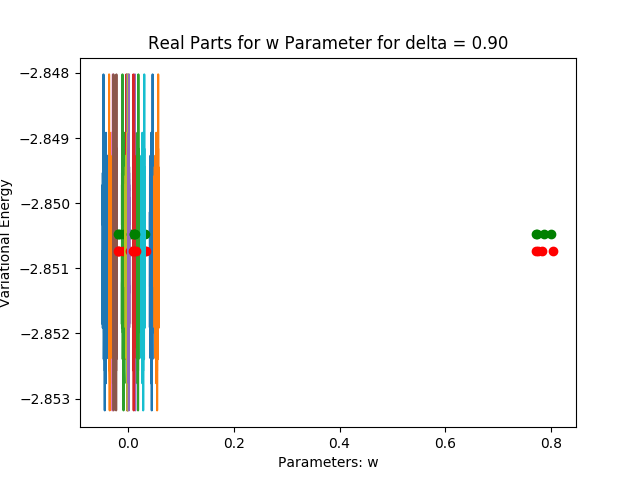 Real Parts for w Parameter for delta = 0.90
Variational Energy
−2.848
−2.849
−2.850
−2.851
−2.852
−2.853
0.0 0.2 0.4 0.6 0.8
Parameters: w